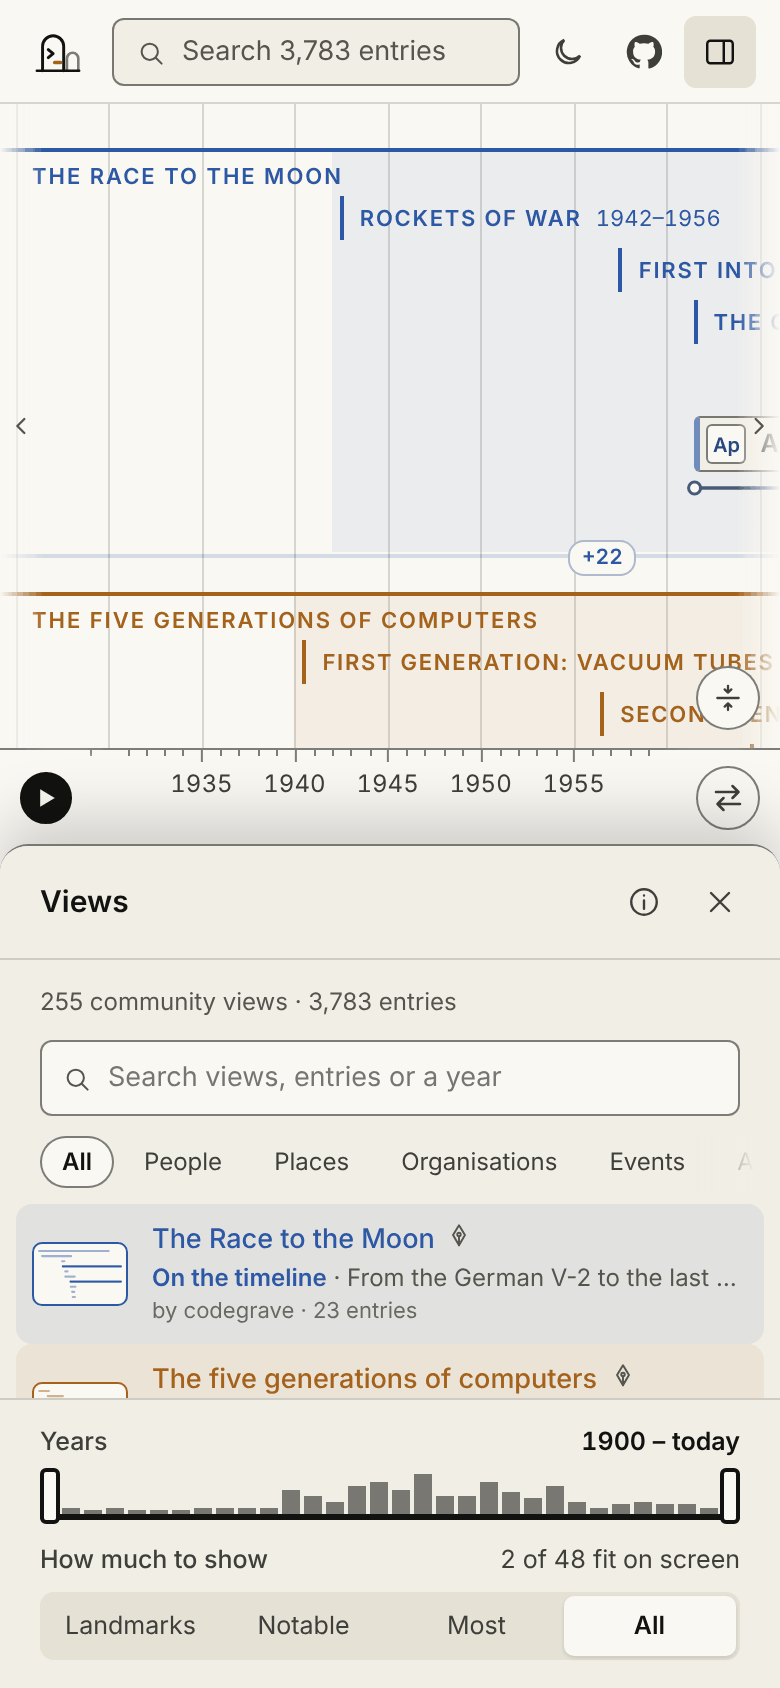 Search 3,783 entries
THE RACE TO THE MOON
ROCKETS OF WAR 1942–1956
FIRST INTO
THE
Ap A
+22
THE FIVE GENERATIONS OF COMPUTERS
FIRST GENERATION: VACUUM TUBES
SECON
1935 1940 1945 1950 1955
Views
255 community views · 3,783 entries
Search views, entries or a year
All People Places Organisations Events A
The Race to the Moon
On the timeline · From the German V-2 to the last ...
by codegrave · 23 entries
The five generations of computers
Years 1900 – today
How much to show 2 of 48 fit on screen
Landmarks Notable Most All